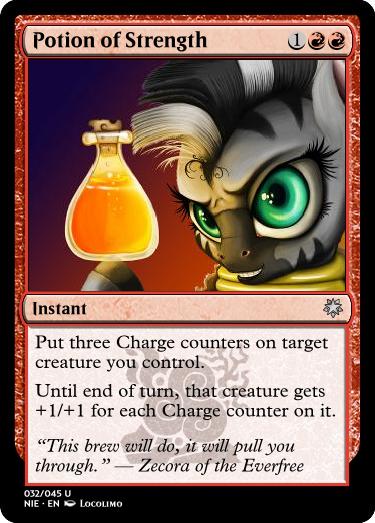 Potion of Strength 1
Instant
Put three Charge counters on target
creature you control.
Until end of turn, that creature gets
+1/+1 for each Charge counter on it.
“This brew will do, it will pull you
through.” — Zecora of the Everfree
032/045 U
NIE • EN Locolimo